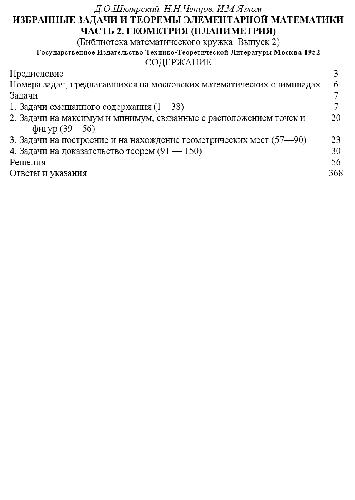 Д.О.Шклярский, Н.Н.Ченцов, И.М.Яглом
ИЗБРАННЫЕ ЗАДАЧИ И ТЕОРЕМЫ ЭЛЕМЕНТАРНОЙ МАТЕМАТИКИ
ЧАСТЬ 2. ГЕОМЕТРИЯ (ПЛАНИМЕТРИЯ)
(Библиотека математического кружка. Выпуск 2)
Государственное Издательство Технико-Теоретической Литературы Москва 1952
СОДЕРЖАНИЕ
Предисловие 3
Номера задач, предлагавшихся на московских математических олимпиадах 6
Задачи 7
1. Задачи смешанного содержания (1—38) 7
2. Задачи на максимум и минимум, связанные с расположением точек и 20
фигур (39—56)
3. Задачи на построение и на нахождение геометрических мест (57—90) 23
4. Задачи на доказательство теорем (91 — 150) 30
Решения 56
Ответы и указания 368